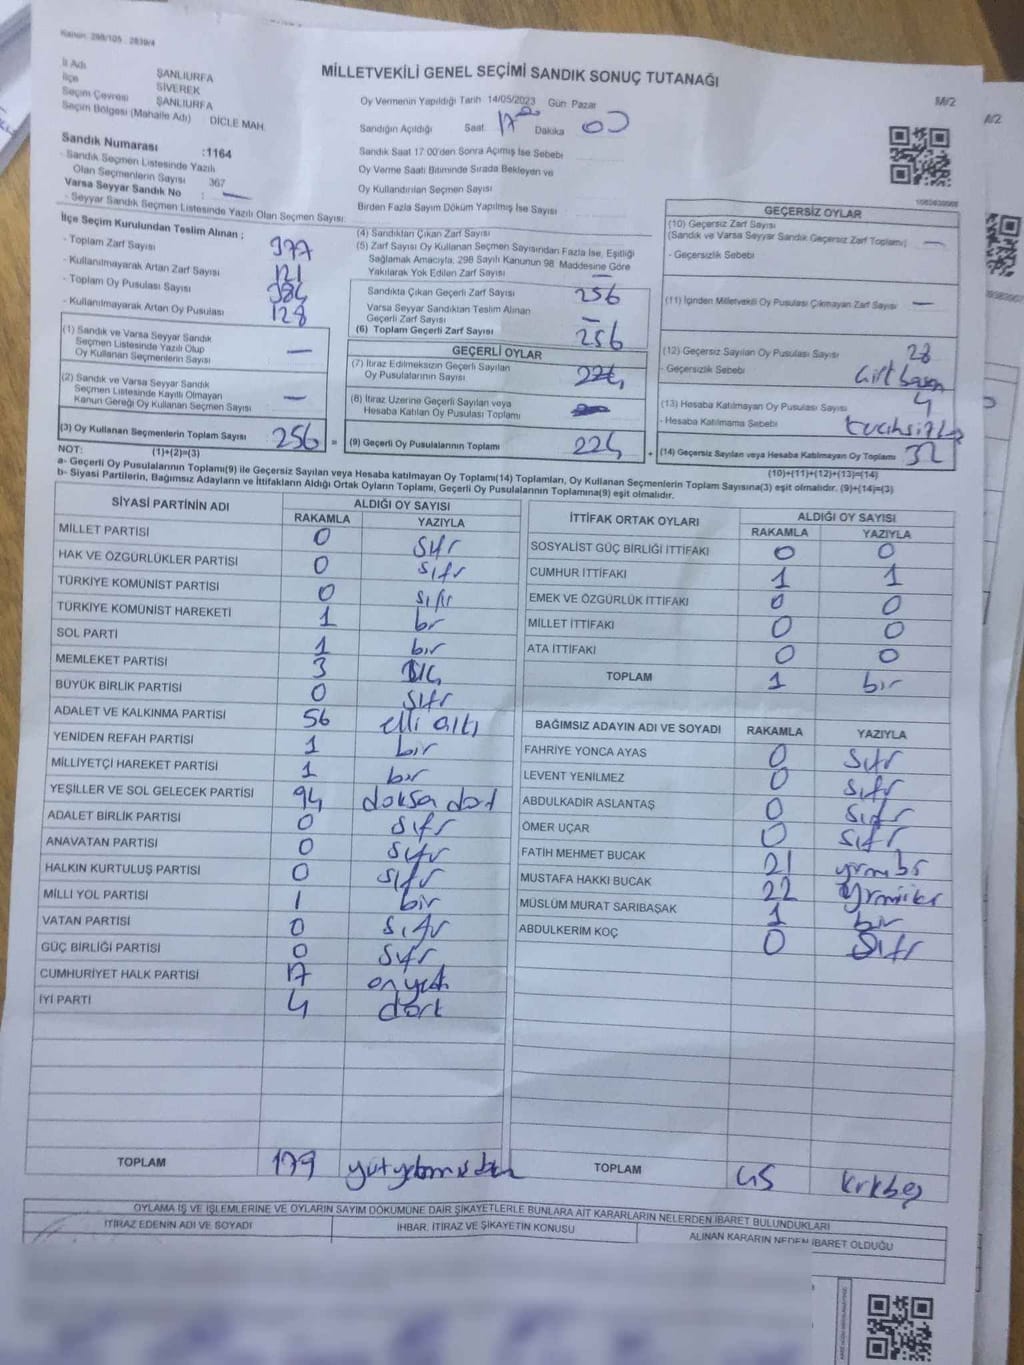 Kanun: 298/105 , 2839/4
MİLLETVEKİLİ GENEL SEÇİMİ SANDIK SONUÇ TUTANAĞI
M/2
İl Adı ŞANLIURFA
İlçe SİVEREK
Seçim Çevresi ŞANLIURFA
Seçim Bölgesi (Mahalle Adı) DİCLE MAH.
Sandık Numarası :1164
- Sandık Seçmen Listesinde Yazılı
Olan Seçmenlerin Sayısı 367
Varsa Seyyar Sandık No : —
- Seyyar Sandık Seçmen Listesinde Yazılı Olan Seçmen Sayısı:
Oy Vermenin Yapıldığı Tarih 14/05/2023 Gün Pazar
Sandığın Açıldığı Saat 17 Dakika 00
Sandık Saat 17:00'den Sonra Açmış İse Sebebi
Oy Verme Saati Bitiminde Sırada Bekleyen ve
Oy Kullandırılan Seçmen Sayısı
Birden Fazla Sayım Döküm Yapılmış İse Sayısı
İlçe Seçim Kurulundan Teslim Alınan ;
- Toplam Zarf Sayısı 377
- Kullanılmayarak Artan Zarf Sayısı 121
- Toplam Oy Pusulası Sayısı 384
- Kullanılmayarak Artan Oy Pusulası 128
(1) Sandık ve Varsa Seyyar Sandık
Seçmen Listesinde Yazılı Olup
Oy Kullanan Seçmenlerin Sayısı —
(2) Sandık ve Varsa Seyyar Sandık
Seçmen Listesinde Kayıtlı Olmayan
Kanun Gereği Oy Kullanan Seçmen Sayısı —
(3) Oy Kullanan Seçmenlerin Toplam Sayısı 256 =
(1)+(2)=(3)
(4) Sandıktan Çıkan Zarf Sayısı
(5) Zarf Sayısı Oy Kullanan Seçmen Sayısından Fazla İse, Eşitliği
Sağlamak Amacıyla, 298 Sayılı Kanunun 98. Maddesine Göre
Yakılarak Yok Edilen Zarf Sayısı —
Sandıkta Çıkan Geçerli Zarf Sayısı 256
Varsa Seyyar Sandıktan Teslim Alınan
Geçerli Zarf Sayısı —
(6) Toplam Geçerli Zarf Sayısı 256
GEÇERLİ OYLAR
(7) İtiraz Edilmeksizin Geçerli Sayılan
Oy Pusulalarının Sayısı 224
(8) İtiraz Üzerine Geçerli Sayılan veya
Hesaba Katılan Oy Pusulası Toplamı
(9) Geçerli Oy Pusulalarının Toplamı 224 +
GEÇERSİZ OYLAR
(10) Geçersiz Zarf Sayısı
(Sandık ve Varsa Seyyar Sandık Geçersiz Zarf Toplamı) —
- Geçersizlik Sebebi
(11) İçinden Milletvekili Oy Pusulası Çıkmayan Zarf Sayısı —
(12) Geçersiz Sayılan Oy Pusulası Sayısı 28
- Geçersizlik Sebebi
(13) Hesaba Katılmayan Oy Pusulası Sayısı 4
- Hesaba Katılmama Sebebi
(14) Geçersiz Sayılan veya Hesaba Katılmayan Oy Toplamı 32
(10)+(11)+(12)+(13)=(14)
NOT:
a- Geçerli Oy Pusulalarının Toplamı(9) ile Geçersiz Sayılan veya Hesaba katılmayan Oy Toplam(14) Toplamları, Oy Kullanan Seçmenlerin Toplam Sayısına(3) eşit olmalıdır. (9)+(14)=(3)
b- Siyasi Partilerin, Bağımsız Adayların ve İttifakların Aldığı Ortak Oyların Toplamı, Geçerli Oy Pusulalarının Toplamına(9) eşit olmalıdır.
SİYASİ PARTİNİN ADI ALDIĞI OY SAYISI
RAKAMLA YAZIYLA
MİLLET PARTİSİ 0 sıfır
HAK VE ÖZGÜRLÜKLER PARTİSİ 0 sıfır
TÜRKİYE KOMÜNİST PARTİSİ 0 sıfır
TÜRKİYE KOMÜNİST HAREKETİ 1 bir
SOL PARTİ 1 bir
MEMLEKET PARTİSİ 3 üç
BÜYÜK BİRLİK PARTİSİ 0 sıfır
ADALET VE KALKINMA PARTİSİ 56 elli altı
YENİDEN REFAH PARTİSİ 1 bir
MİLLİYETÇİ HAREKET PARTİSİ 1 bir
YEŞİLLER VE SOL GELECEK PARTİSİ 94 doksa dört
ADALET BİRLİK PARTİSİ 0 sıfır
ANAVATAN PARTİSİ 0 sıfır
HALKIN KURTULUŞ PARTİSİ 0 sıfır
MİLLİ YOL PARTİSİ 1 bir
VATAN PARTİSİ 0 sıfır
GÜÇ BİRLİĞİ PARTİSİ 0 sıfır
CUMHURİYET HALK PARTİSİ 17 onyedi
İYİ PARTİ 4 dört
TOPLAM 179
İTTİFAK ORTAK OYLARI ALDIĞI OY SAYISI
RAKAMLA YAZIYLA
SOSYALİST GÜÇ BİRLİĞİ İTTİFAKI 0 0
CUMHUR İTTİFAKI 1 1
EMEK VE ÖZGÜRLÜK İTTİFAKI 0 0
MİLLET İTTİFAKI 0 0
ATA İTTİFAKI 0 0
TOPLAM 1 bir
BAĞIMSIZ ADAYIN ADI VE SOYADI RAKAMLA YAZIYLA
FAHRİYE YONCA AYAS 0 sıfır
LEVENT YENİLMEZ 0 sıfır
ABDULKADİR ASLANTAŞ 0 sıfır
ÖMER UÇAR 0 sıfır
FATİH MEHMET BUCAK 21 yirmibir
MUSTAFA HAKKI BUCAK 22 yirmiiki
MÜSLÜM MURAT SARIBAŞAK 1 bir
ABDULKERİM KOÇ 0 sıfır
TOPLAM 45 kırkbeş
OYLAMA İŞ VE İŞLEMLERİNE VE OYLARIN SAYIM DÖKÜMÜNE DAİR ŞİKAYETLERLE BUNLARA AİT KARARLARIN NELERDEN İBARET BULUNDUKLARI
İTİRAZ EDENİN ADI VE SOYADI İHBAR, İTİRAZ VE ŞİKAYETİN KONUSU ALINAN KARARIN NEDEN İBARET OLDUĞU